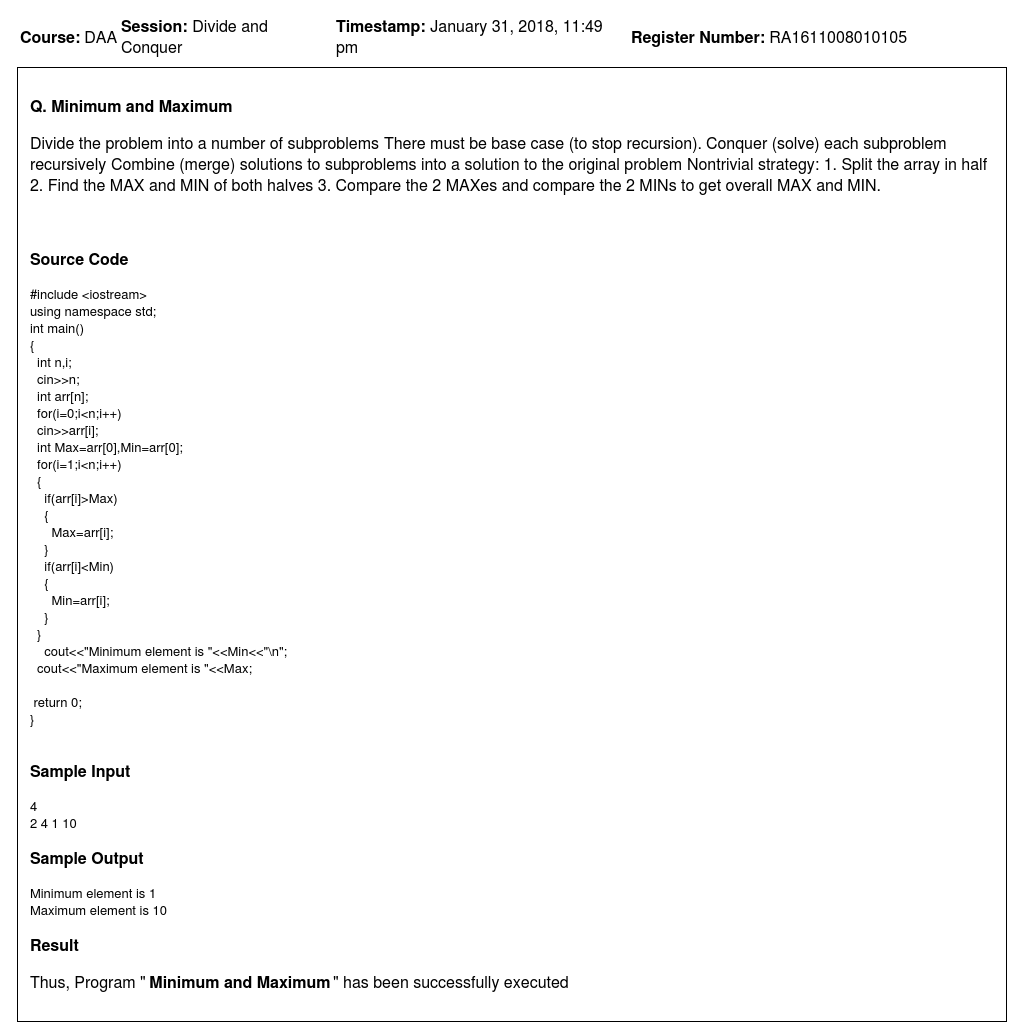 Course: DAA Session: Divide and Conquer Timestamp: January 31, 2018, 11:49 pm Register Number: RA1611008010105
Q. Minimum and Maximum
Divide the problem into a number of subproblems There must be base case (to stop recursion). Conquer (solve) each subproblem
recursively Combine (merge) solutions to subproblems into a solution to the original problem Nontrivial strategy: 1. Split the array in half
2. Find the MAX and MIN of both halves 3. Compare the 2 MAXes and compare the 2 MINs to get overall MAX and MIN.
Source Code
#include <iostream>
using namespace std;
int main()
{
  int n,i;
  cin>>n;
  int arr[n];
  for(i=0;i<n;i++)
  cin>>arr[i];
  int Max=arr[0],Min=arr[0];
  for(i=1;i<n;i++)
  {
    if(arr[i]>Max)
    {
      Max=arr[i];
    }
    if(arr[i]<Min)
    {
      Min=arr[i];
    }
  }
    cout<<"Minimum element is "<<Min<<"\n";
  cout<<"Maximum element is "<<Max;
 return 0;
}
Sample Input
4
2 4 1 10
Sample Output
Minimum element is 1
Maximum element is 10
Result
Thus, Program " Minimum and Maximum " has been successfully executed